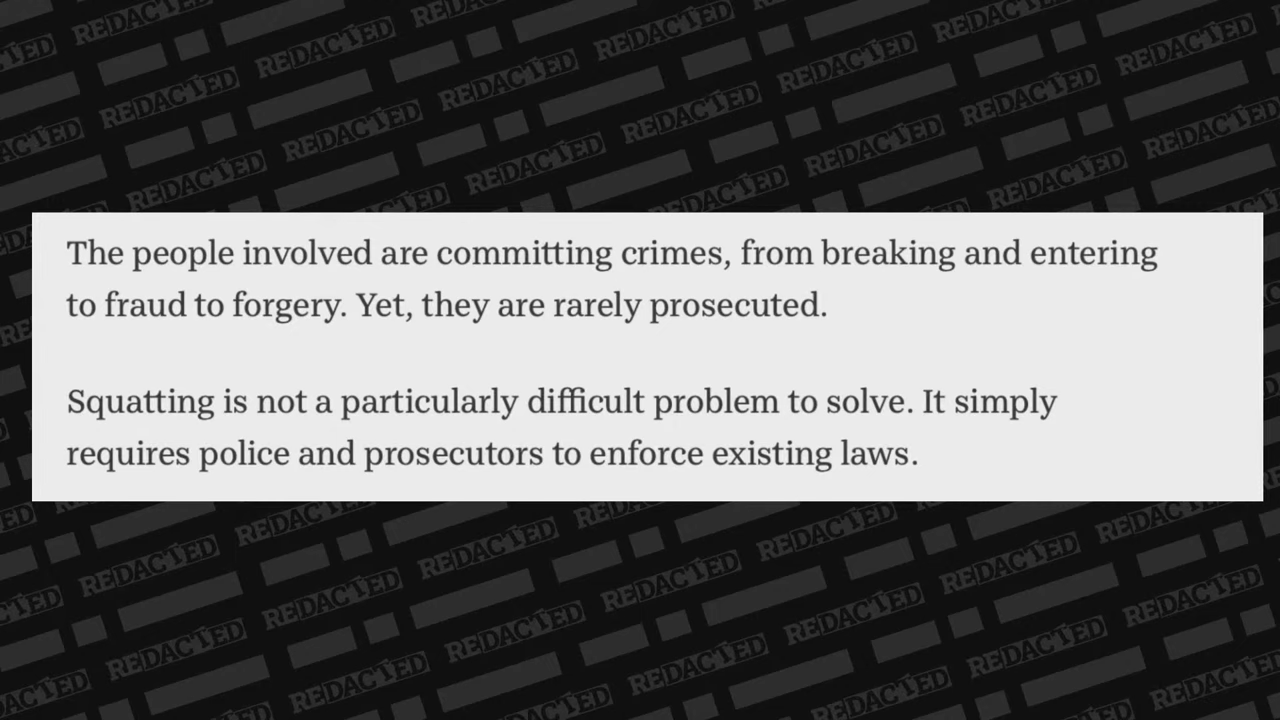 The people involved are committing crimes, from breaking and entering
to fraud to forgery. Yet, they are rarely prosecuted.
Squatting is not a particularly difficult problem to solve. It simply
requires police and prosecutors to enforce existing laws.
REDACTED